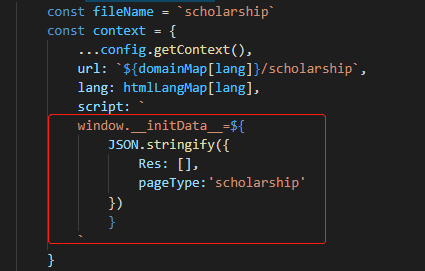 const fileName = `scholarship`
const context = {
...config.getContext(),
url: `${domainMap[lang]}/scholarship`,
lang: htmlLangMap[lang],
script: `
window.__initData__=${
JSON.stringify({
Res: [],
pageType:'scholarship'
})
}
`
}